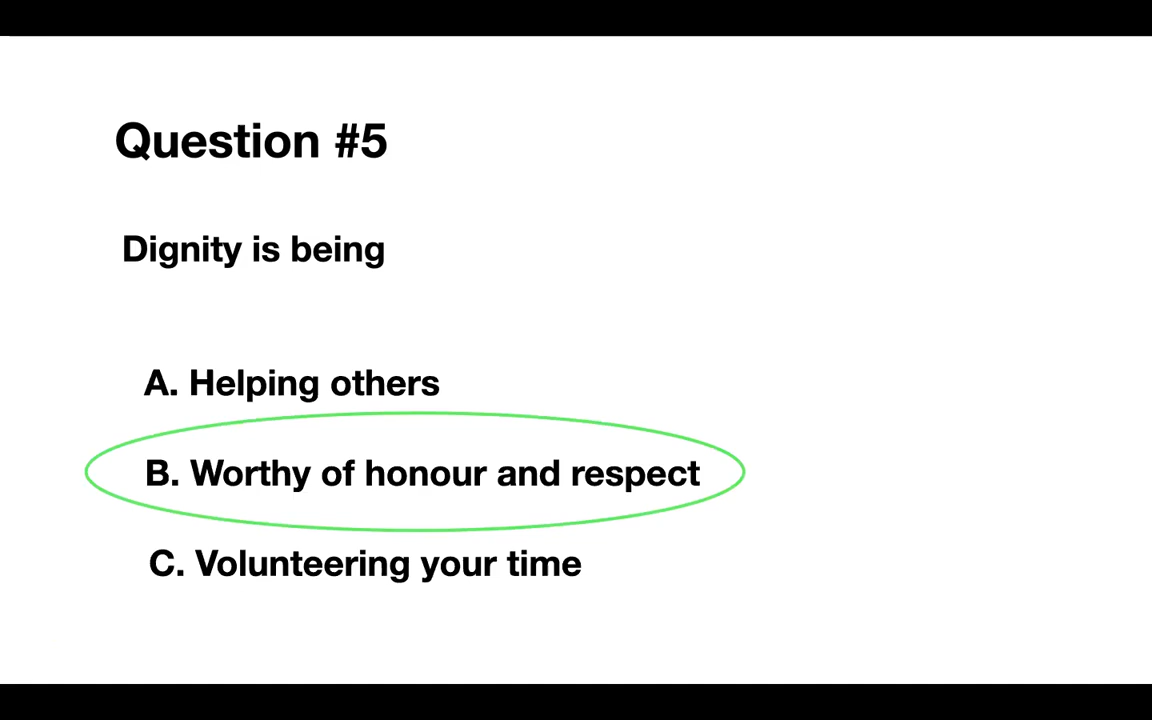 Question #5
Dignity is being
A. Helping others
B. Worthy of honour and respect
C. Volunteering your time